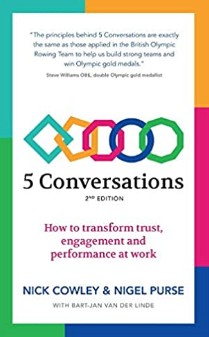 "The principles behind 5 Conversations are exactly
the same as those applied in the British Olympic
Rowing Team to help us build strong teams and
win Olympic gold medals."
Steve Williams OBE, double Olympic gold medallist
5 Conversations
2ND EDITION
How to transform trust,
engagement and
performance at work
NICK COWLEY & NIGEL PURSE
WITH BART-JAN VAN DER LINDE